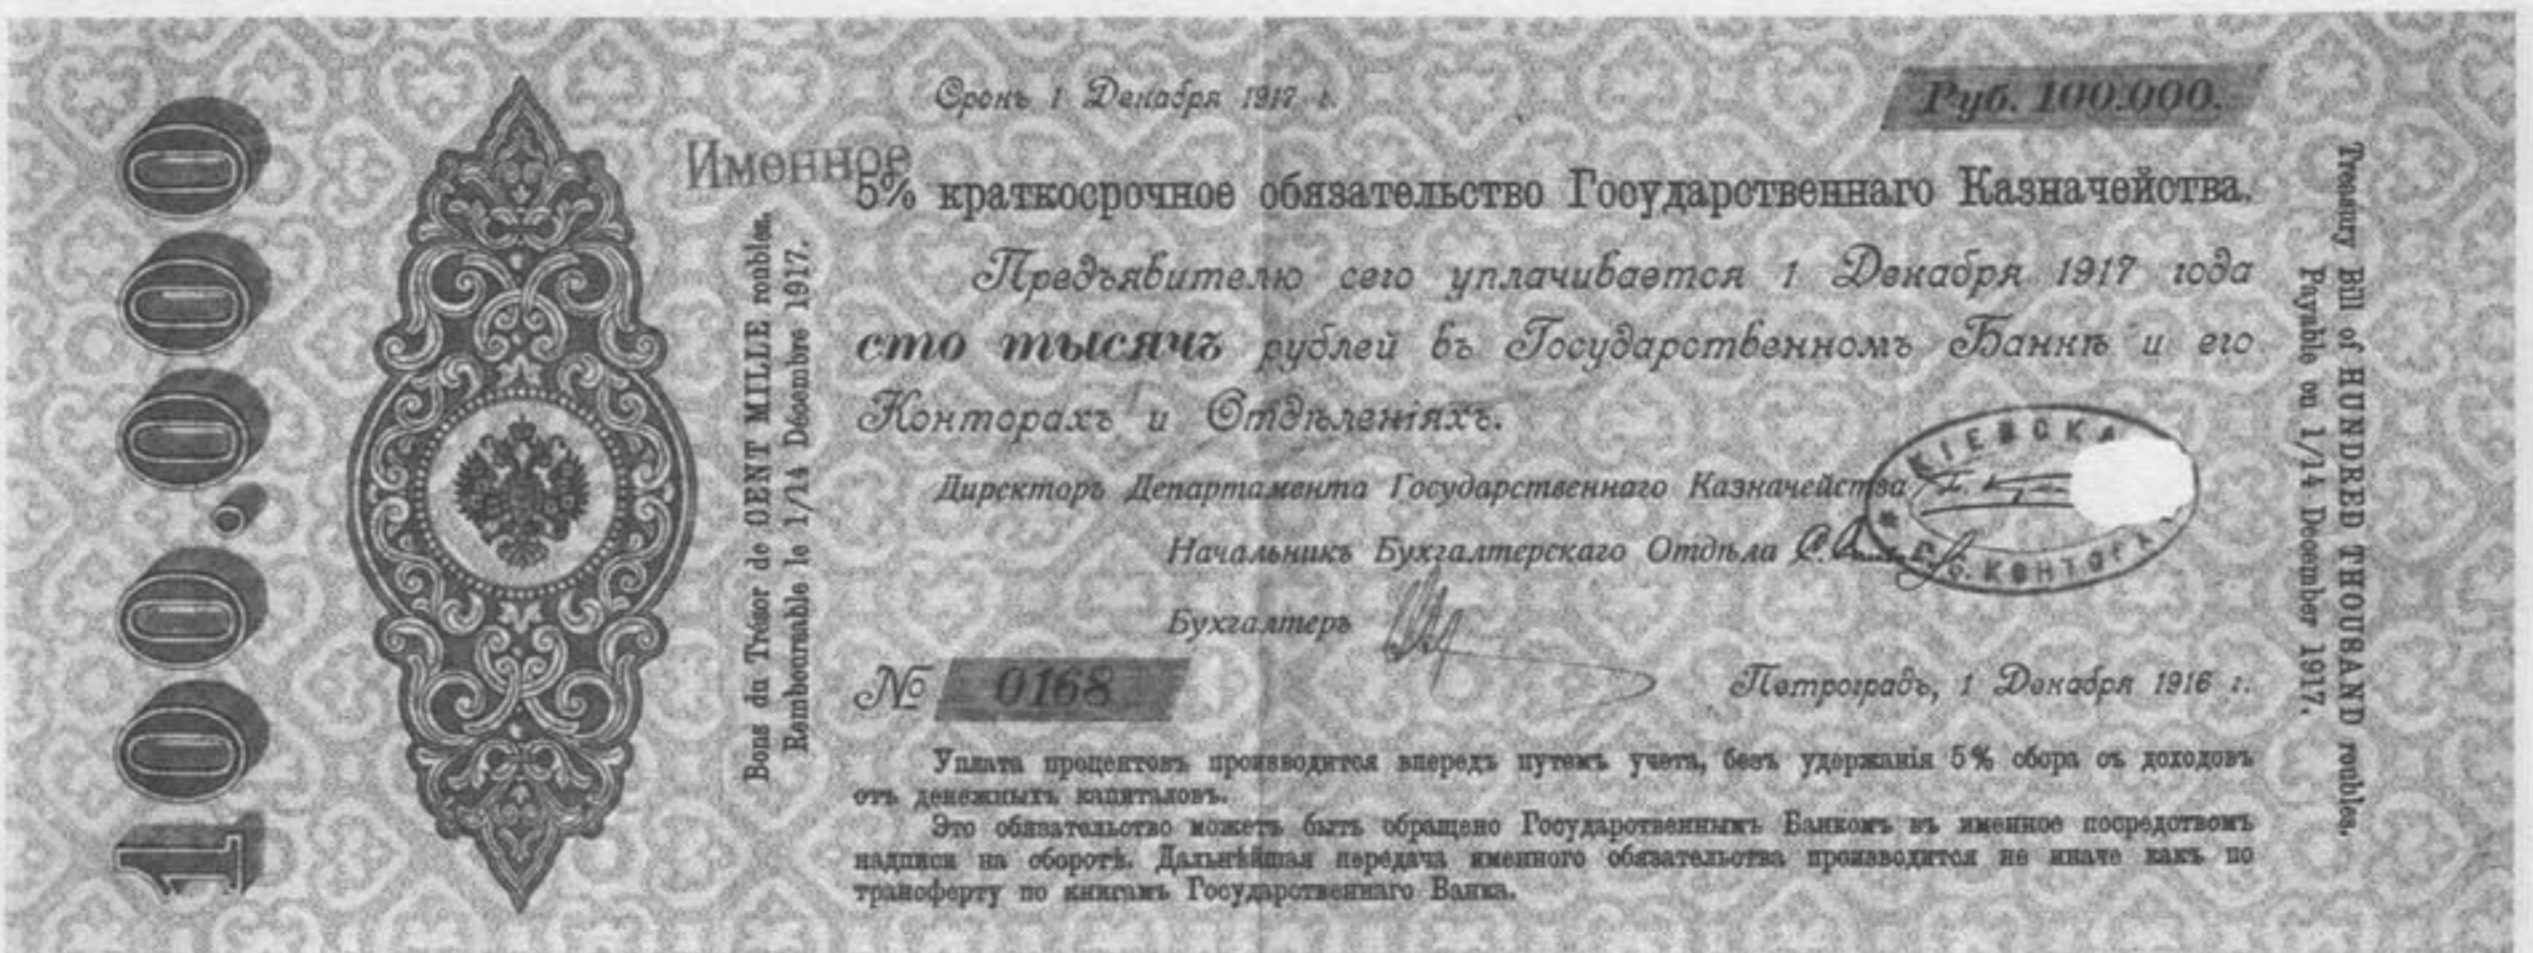 100.000
Bons du Trésor de CENT MILLE roubles.
Remboursable le 1/14 Décembre 1917.
Срокъ 1 Декабря 1917 г.
Руб. 100.000.
Именное
5% краткосрочное обязательство Государственнаго Казначейства.
Предъявителю сего уплачивается 1 Декабря 1917 года
сто тысячъ рублей въ Государственномъ Банкѣ и его
Конторахъ и Отдѣленіяхъ.
Директоръ Департамента Государственнаго Казначейства
Начальникъ Бухгалтерскаго Отдѣла
Бухгалтеръ
№ 0168
Петроградъ, 1 Декабря 1916 г.
Уплата процентовъ производится впередъ путемъ учета, безъ удержанія 5% сбора съ доходовъ
отъ денежныхъ капиталовъ.
Это обязательство можетъ быть обращено Государственнымъ Банкомъ въ именное посредствомъ
надписи на оборотѣ. Дальнѣйшая передача именного обязательства производится не иначе какъ по
трансферту по книгамъ Государственнаго Банка.
Treasury Bill of HUNDRED THOUSAND roubles.
Payable on 1/14 December 1917.